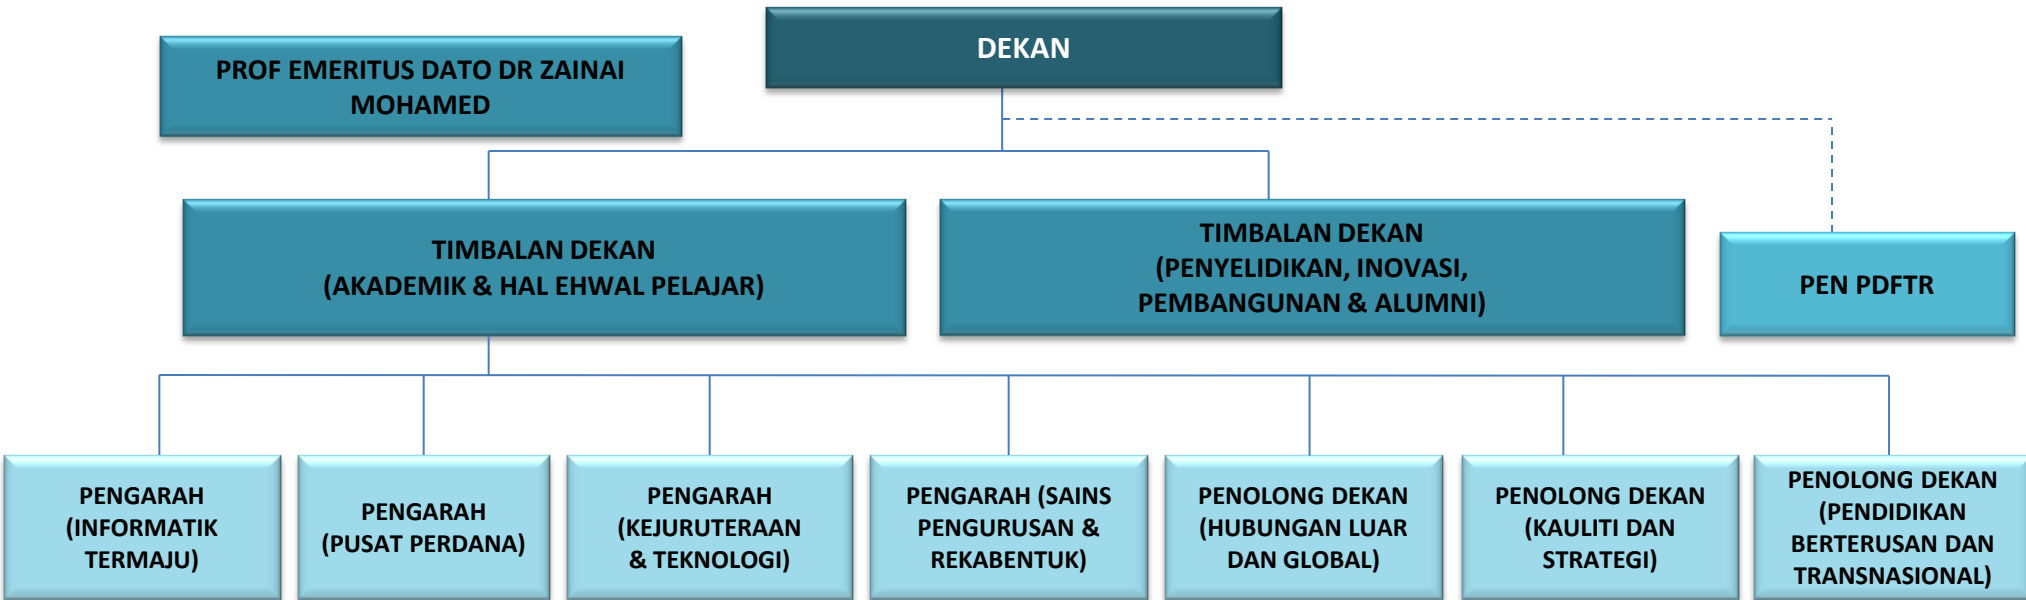 DEKAN
PROF EMERITUS DATO DR ZAINAI
MOHAMED
TIMBALAN DEKAN
(AKADEMIK & HAL EHWAL PELAJAR)
TIMBALAN DEKAN
(PENYELIDIKAN, INOVASI,
PEMBANGUNAN & ALUMNI)
PEN PDFTR
PENGARAH
(INFORMATIK
TERMAJU)
PENGARAH
(PUSAT PERDANA)
PENGARAH
(KEJURUTERAAN
& TEKNOLOGI)
PENGARAH (SAINS
PENGURUSAN &
REKABENTUK)
PENOLONG DEKAN
(HUBUNGAN LUAR
DAN GLOBAL)
PENOLONG DEKAN
(KAULITI DAN
STRATEGI)
PENOLONG DEKAN
(PENDIDIKAN
BERTERUSAN DAN
TRANSNASIONAL)